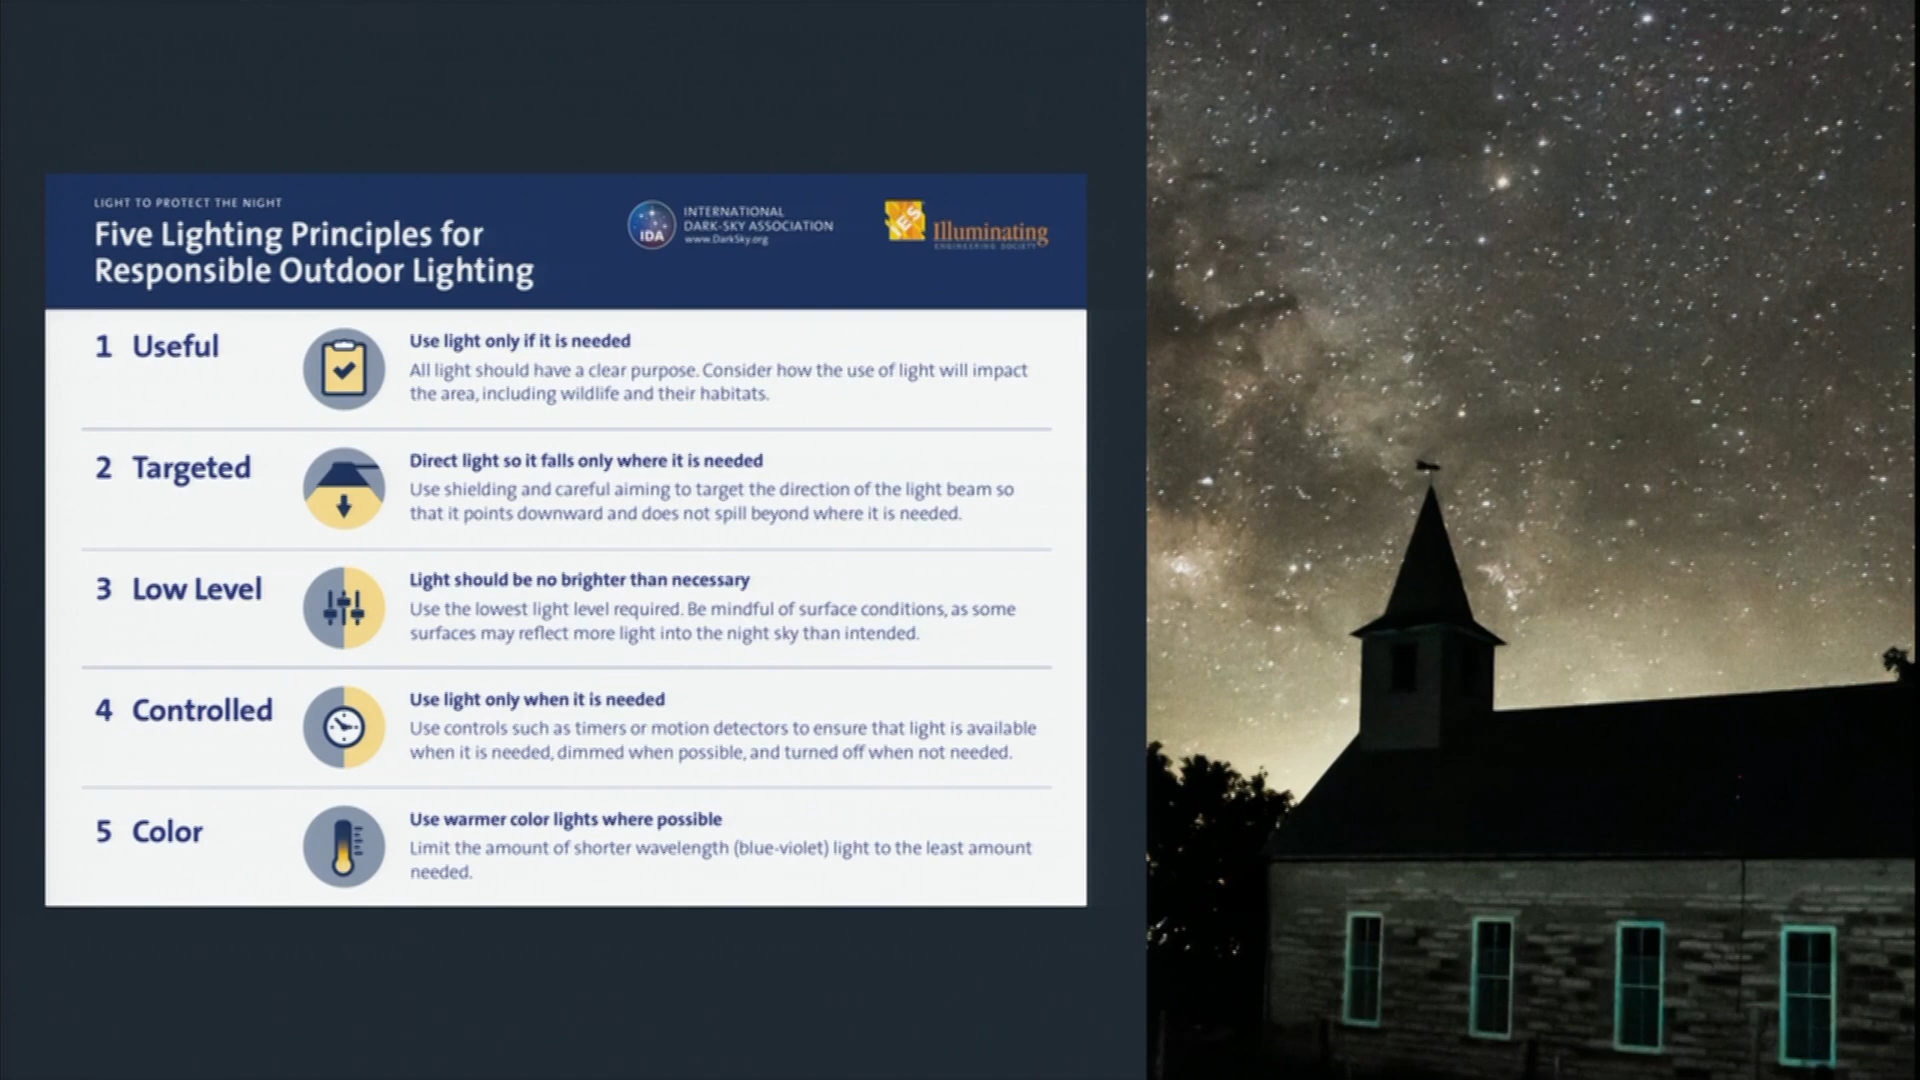 LIGHT TO PROTECT THE NIGHT
Five Lighting Principles for
Responsible Outdoor Lighting
IDA
INTERNATIONAL
DARK-SKY ASSOCIATION
www.DarkSky.org
IES
Illuminating
ENGINEERING SOCIETY
1 Useful
Use light only if it is needed
All light should have a clear purpose. Consider how the use of light will impact
the area, including wildlife and their habitats.
2 Targeted
Direct light so it falls only where it is needed
Use shielding and careful aiming to target the direction of the light beam so
that it points downward and does not spill beyond where it is needed.
3 Low Level
Light should be no brighter than necessary
Use the lowest light level required. Be mindful of surface conditions, as some
surfaces may reflect more light into the night sky than intended.
4 Controlled
Use light only when it is needed
Use controls such as timers or motion detectors to ensure that light is available
when it is needed, dimmed when possible, and turned off when not needed.
5 Color
Use warmer color lights where possible
Limit the amount of shorter wavelength (blue-violet) light to the least amount
needed.